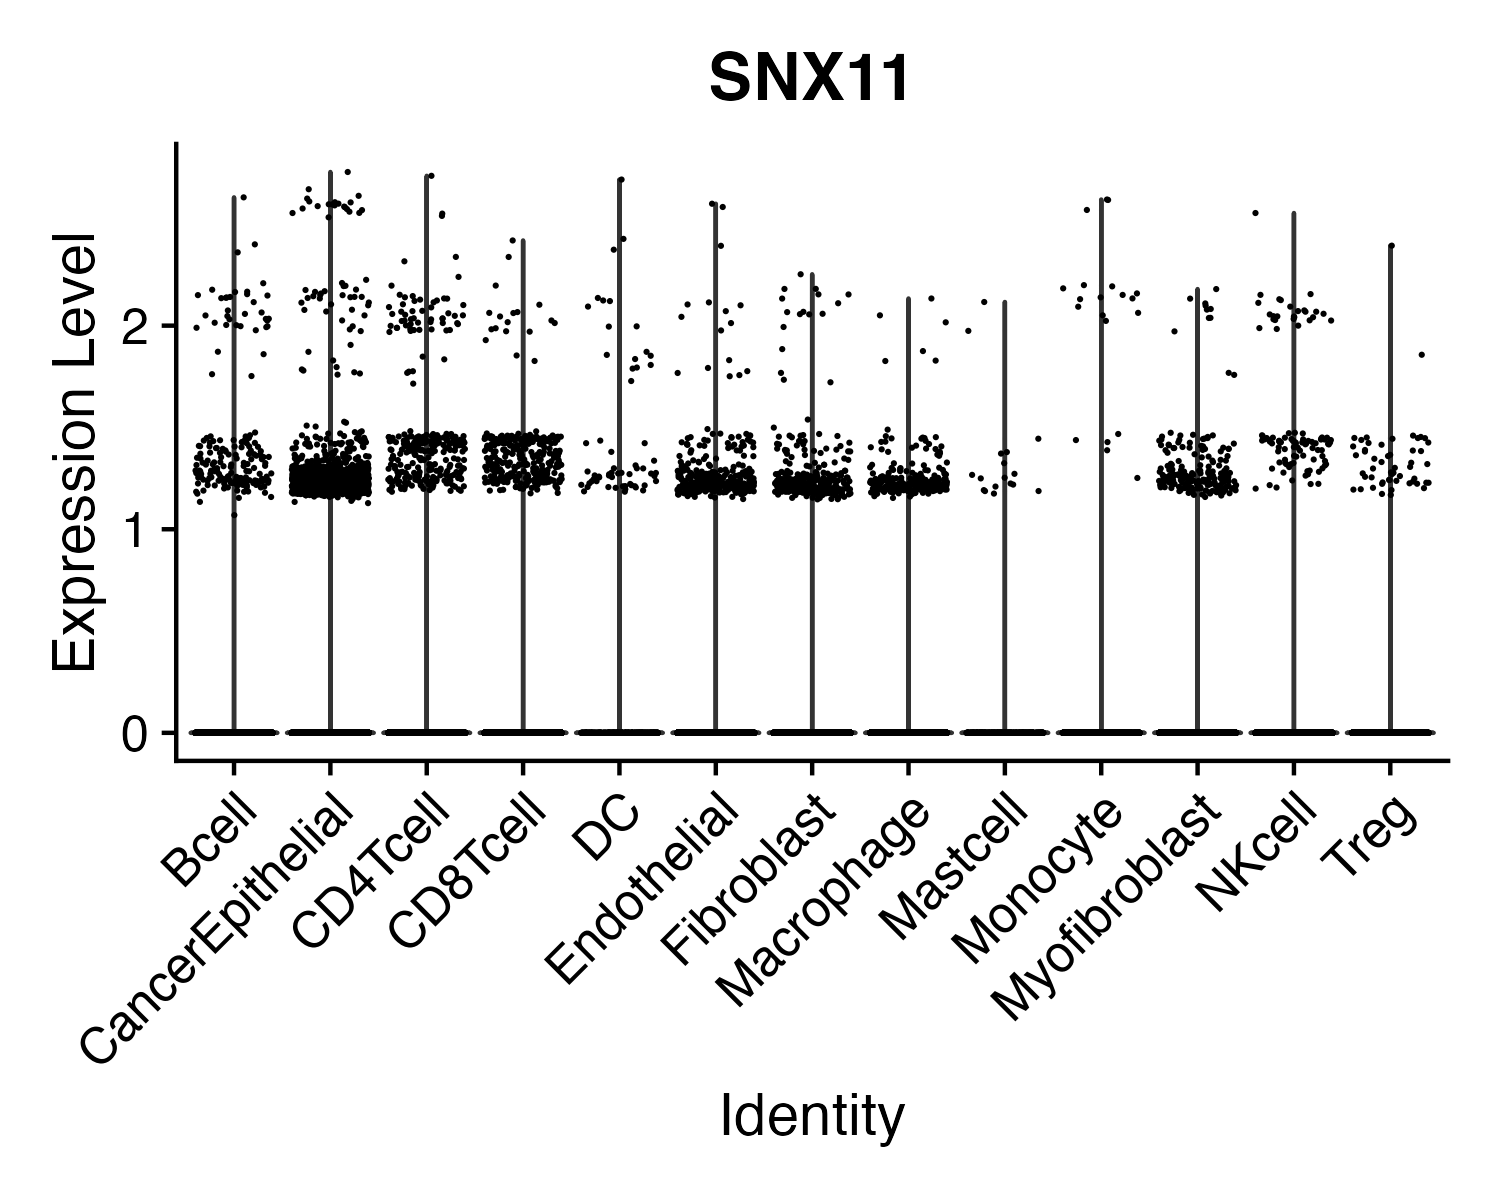 SNX11
Expression Level
2
1
0
Bcell
CancerEpithelial
CD4Tcell
CD8Tcell
DC
Endothelial
Fibroblast
Macrophage
Mastcell
Monocyte
Myofibroblast
NKcell
Treg
Identity